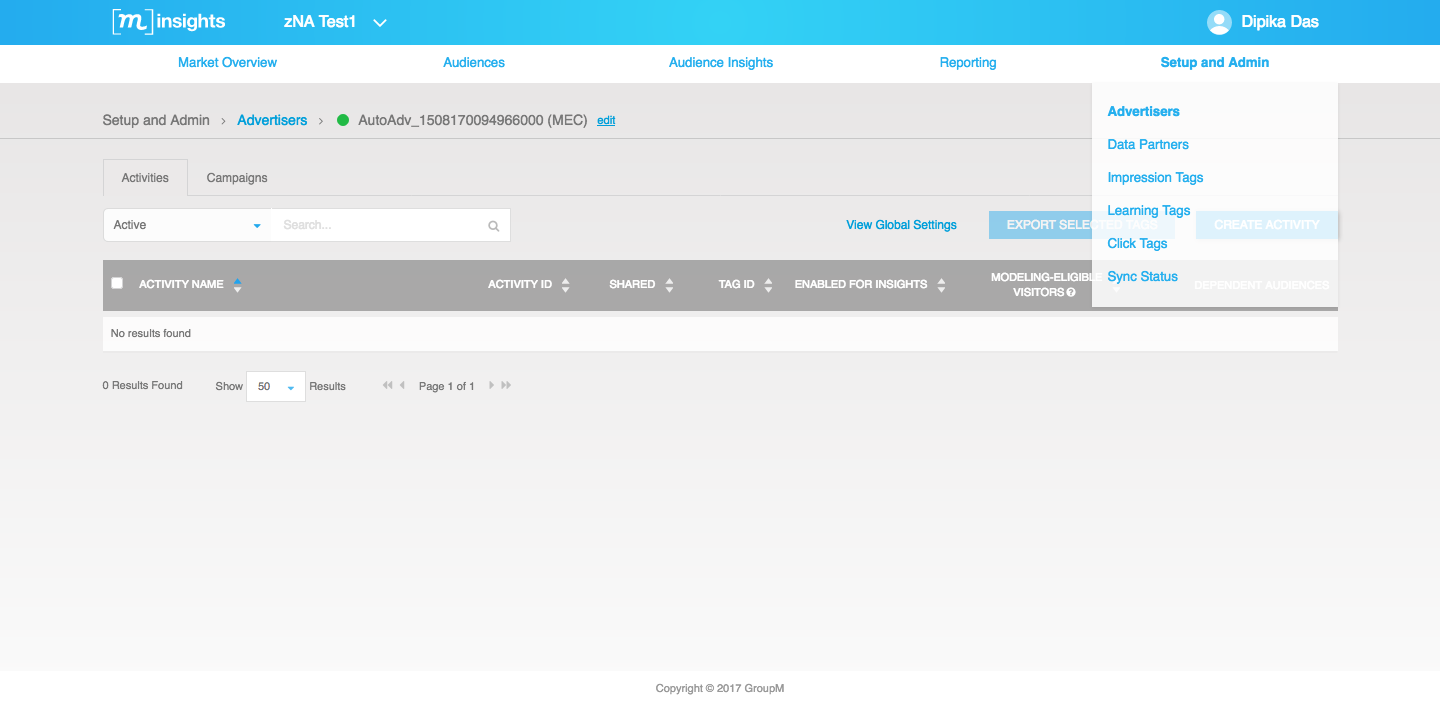 [m]insights zNA Test1 Dipika Das
Market Overview Audiences Audience Insights Reporting Setup and Admin
Setup and Admin > Advertisers > AutoAdv_1508170094966000 (MEC) edit
Advertisers
Data Partners
Impression Tags
Learning Tags
Click Tags
Sync Status
Activities Campaigns
Active Search... View Global Settings EXPORT SELECTED TAGS CREATE ACTIVITY
ACTIVITY NAME ACTIVITY ID SHARED TAG ID ENABLED FOR INSIGHTS MODELING-ELIGIBLE DEPENDENT AUDIENCES
VISITORS
No results found
0 Results Found Show 50 Results Page 1 of 1
Copyright © 2017 GroupM